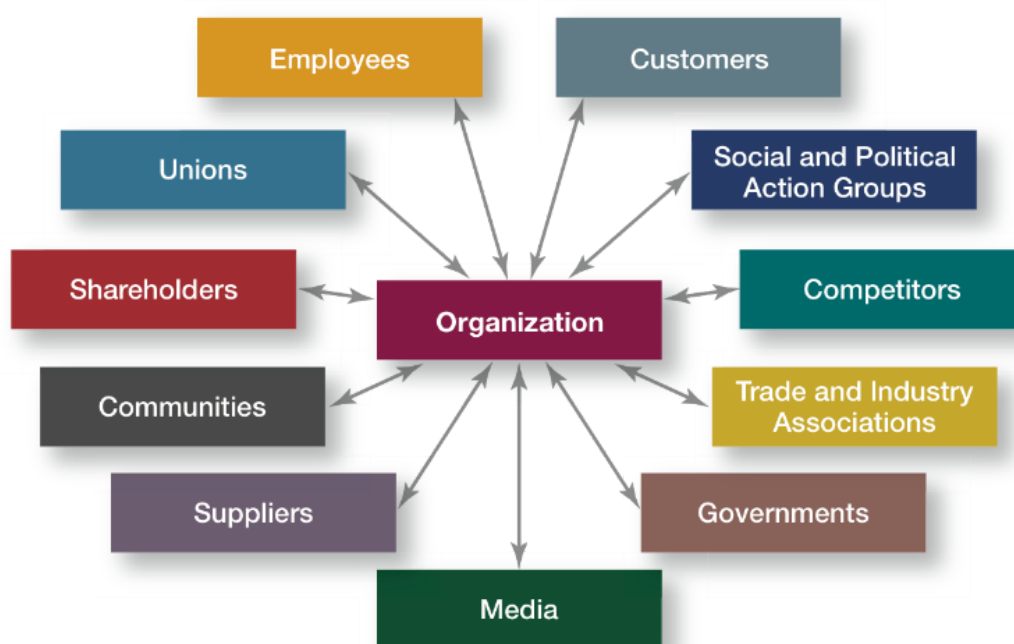 Employees
Customers
Unions
Social and Political
Action Groups
Shareholders
Organization
Competitors
Communities
Trade and Industry
Associations
Suppliers
Governments
Media